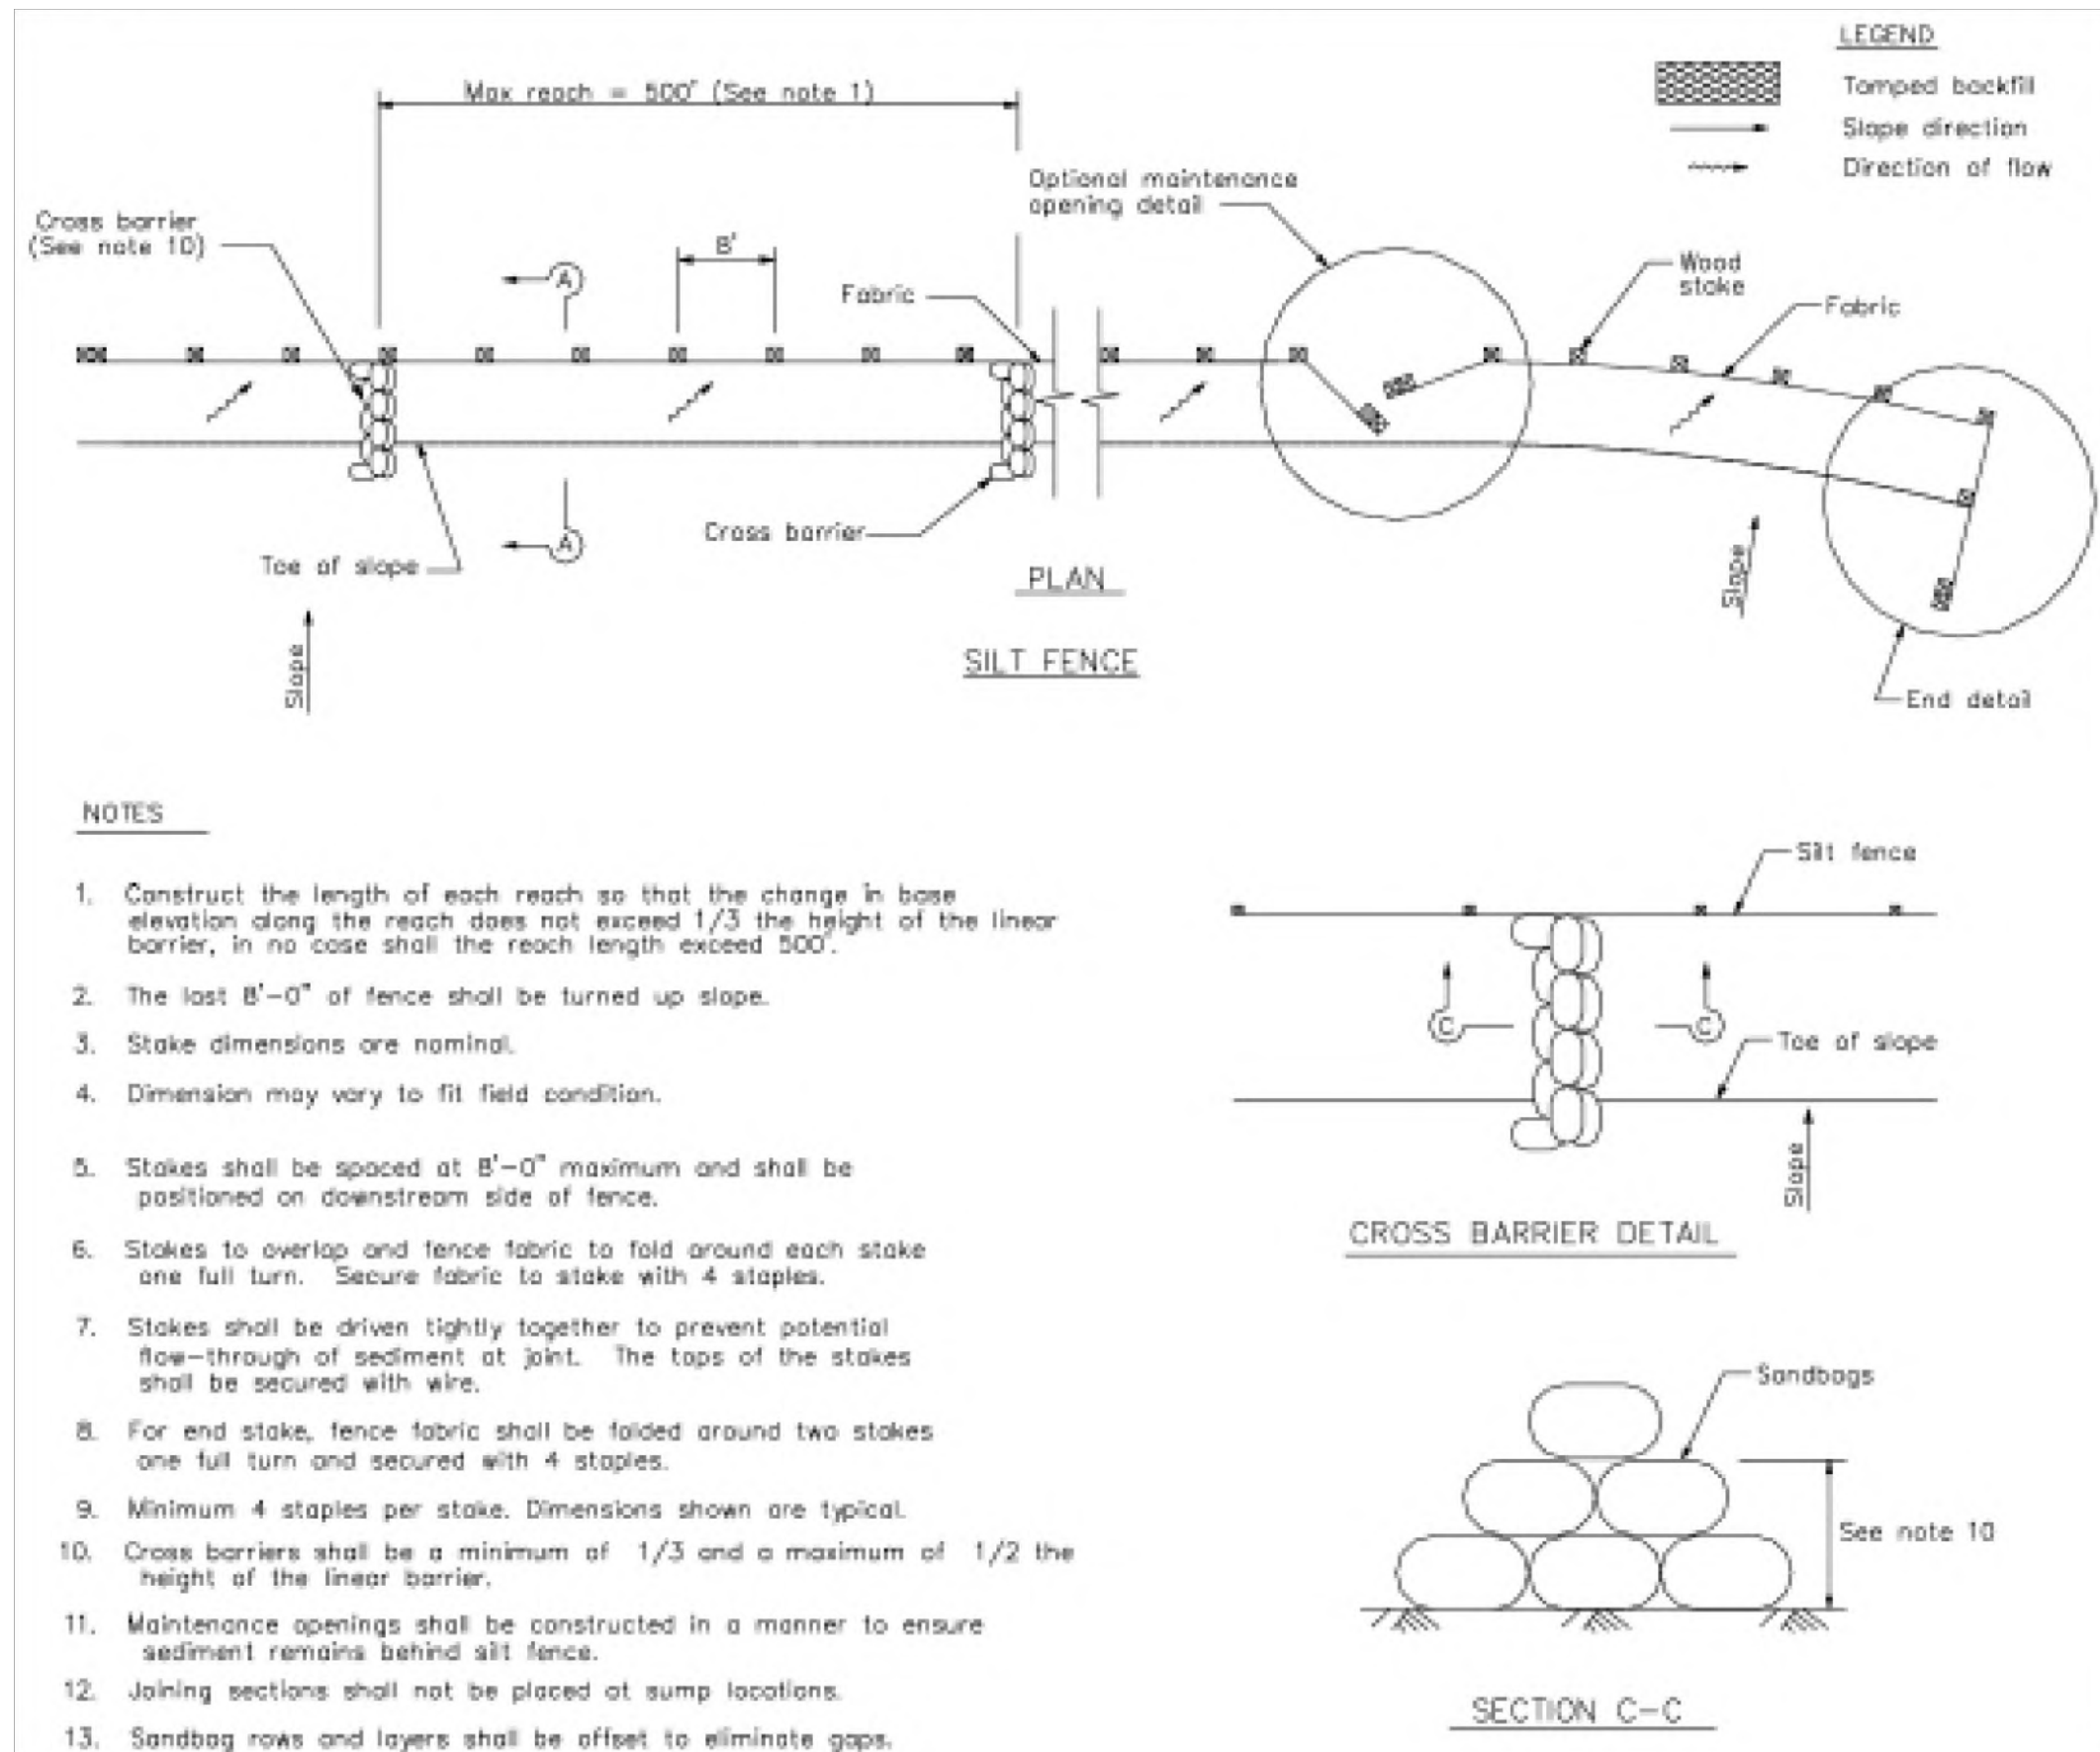 LEGEND
Tamped backfill
Slope direction
Direction of flow
Max reach = 500' (See note 1)
Optional maintenance
opening detail
Cross barrier
(See note 10)
A
8'
Fabric
Wood
stake
Fabric
Toe of slope
A
Cross barrier
PLAN
SILT FENCE
Slope
Slope
End detail
NOTES
1. Construct the length of each reach so that the change in base
elevation along the reach does not exceed 1/3 the height of the linear
barrier, in no case shall the reach length exceed 500'.
2. The last 8'-0" of fence shall be turned up slope.
3. Stake dimensions are nominal.
4. Dimension may vary to fit field condition.
5. Stakes shall be spaced at 8'-0" maximum and shall be
positioned on downstream side of fence.
6. Stakes to overlap and fence fabric to fold around each stake
one full turn. Secure fabric to stake with 4 staples.
7. Stakes shall be driven tightly together to prevent potential
flow-through of sediment at joint. The tops of the stakes
shall be secured with wire.
8. For end stake, fence fabric shall be folded around two stakes
one full turn and secured with 4 staples.
9. Minimum 4 staples per stake. Dimensions shown are typical.
10. Cross barriers shall be a minimum of 1/3 and a maximum of 1/2 the
height of the linear barrier.
11. Maintenance openings shall be constructed in a manner to ensure
sediment remains behind silt fence.
12. Joining sections shall not be placed at sump locations.
13. Sandbag rows and layers shall be offset to eliminate gaps.
Silt fence
C
C
Toe of slope
Slope
CROSS BARRIER DETAIL
Sandbags
See note 10
SECTION C-C